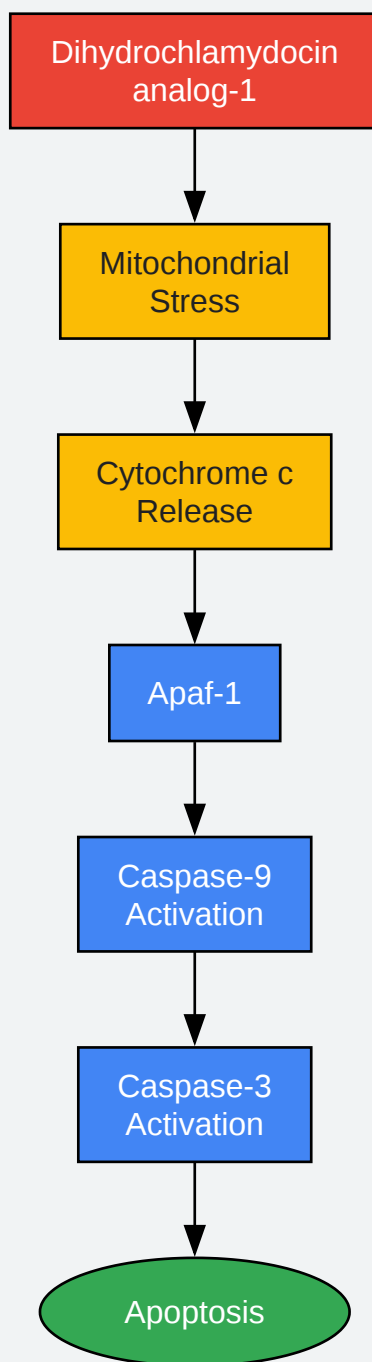 Dihydrochlamydocin
analog-1
Mitochondrial
Stress
Cytochrome c
Release
Apaf-1
Caspase-9
Activation
Caspase-3
Activation
Apoptosis